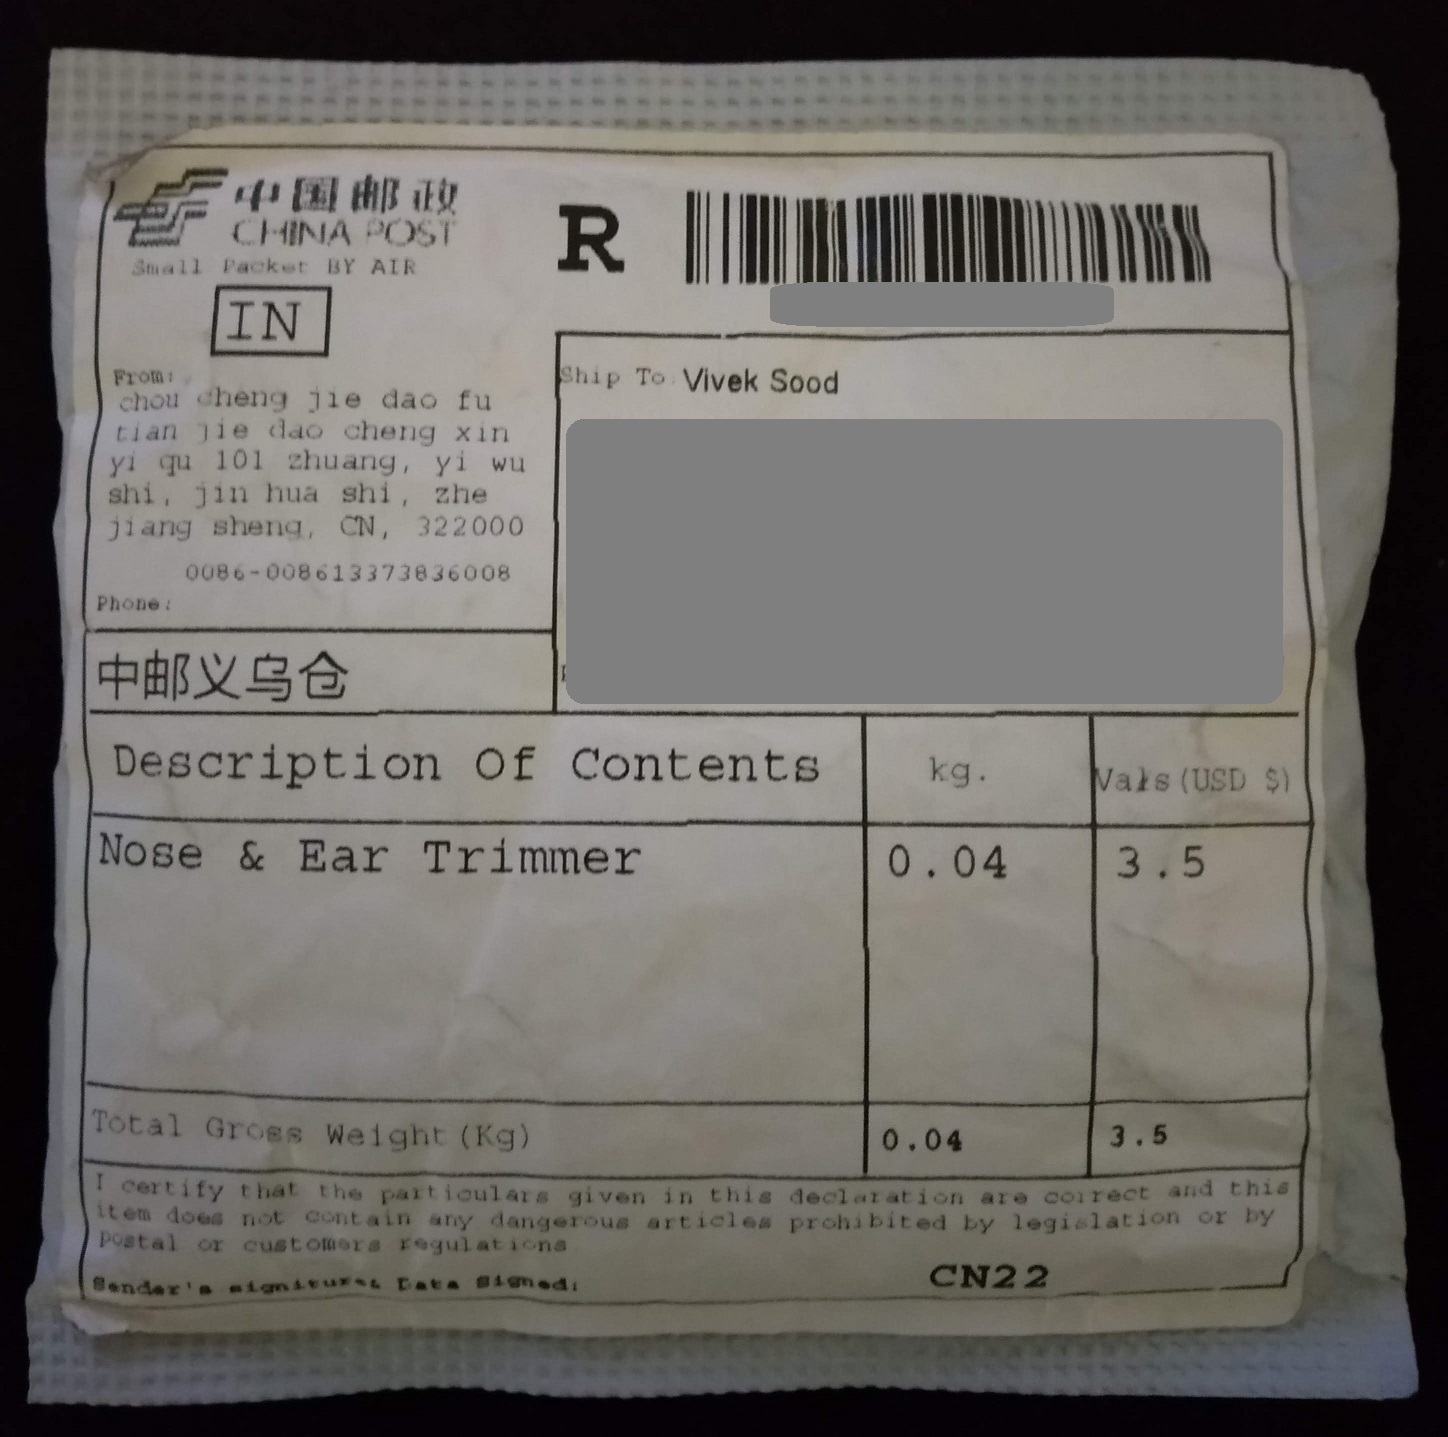 中国邮政
CHINA POST
Small Packet BY AIR
IN
R
From:
chou cheng jie dao fu
tian jie dao cheng xin
yi qu 101 zhuang, yi wu
shi, jin hua shi, zhe
jiang sheng, CN, 322000
0086-008613373836008
Phone:
Ship To: Vivek Sood
中邮义乌仓
Description Of Contents kg. Vals(USD $)
Nose & Ear Trimmer 0.04 3.5
Total Gross Weight(Kg) 0.04 3.5
I certify that the particulars given in this declaration are correct and this
item does not contain any dangerous articles prohibited by legislation or by
postal or customers regulations
Sender's signiture& Data Signed:
CN22